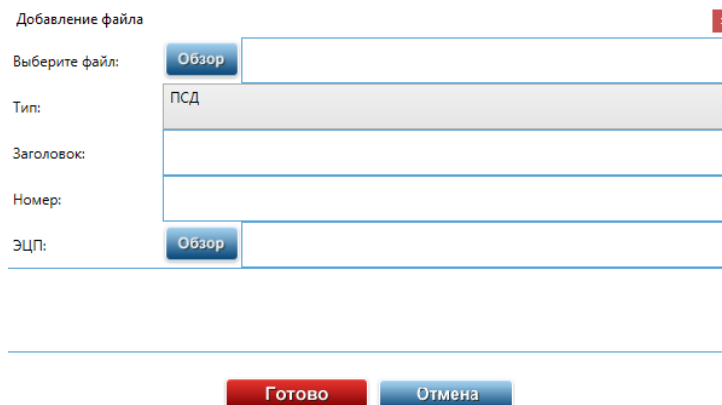 Добавление файла
Выберите файл: Обзор
Тип: ПСД
Заголовок:
Номер:
ЭЦП: Обзор
Готово Отмена